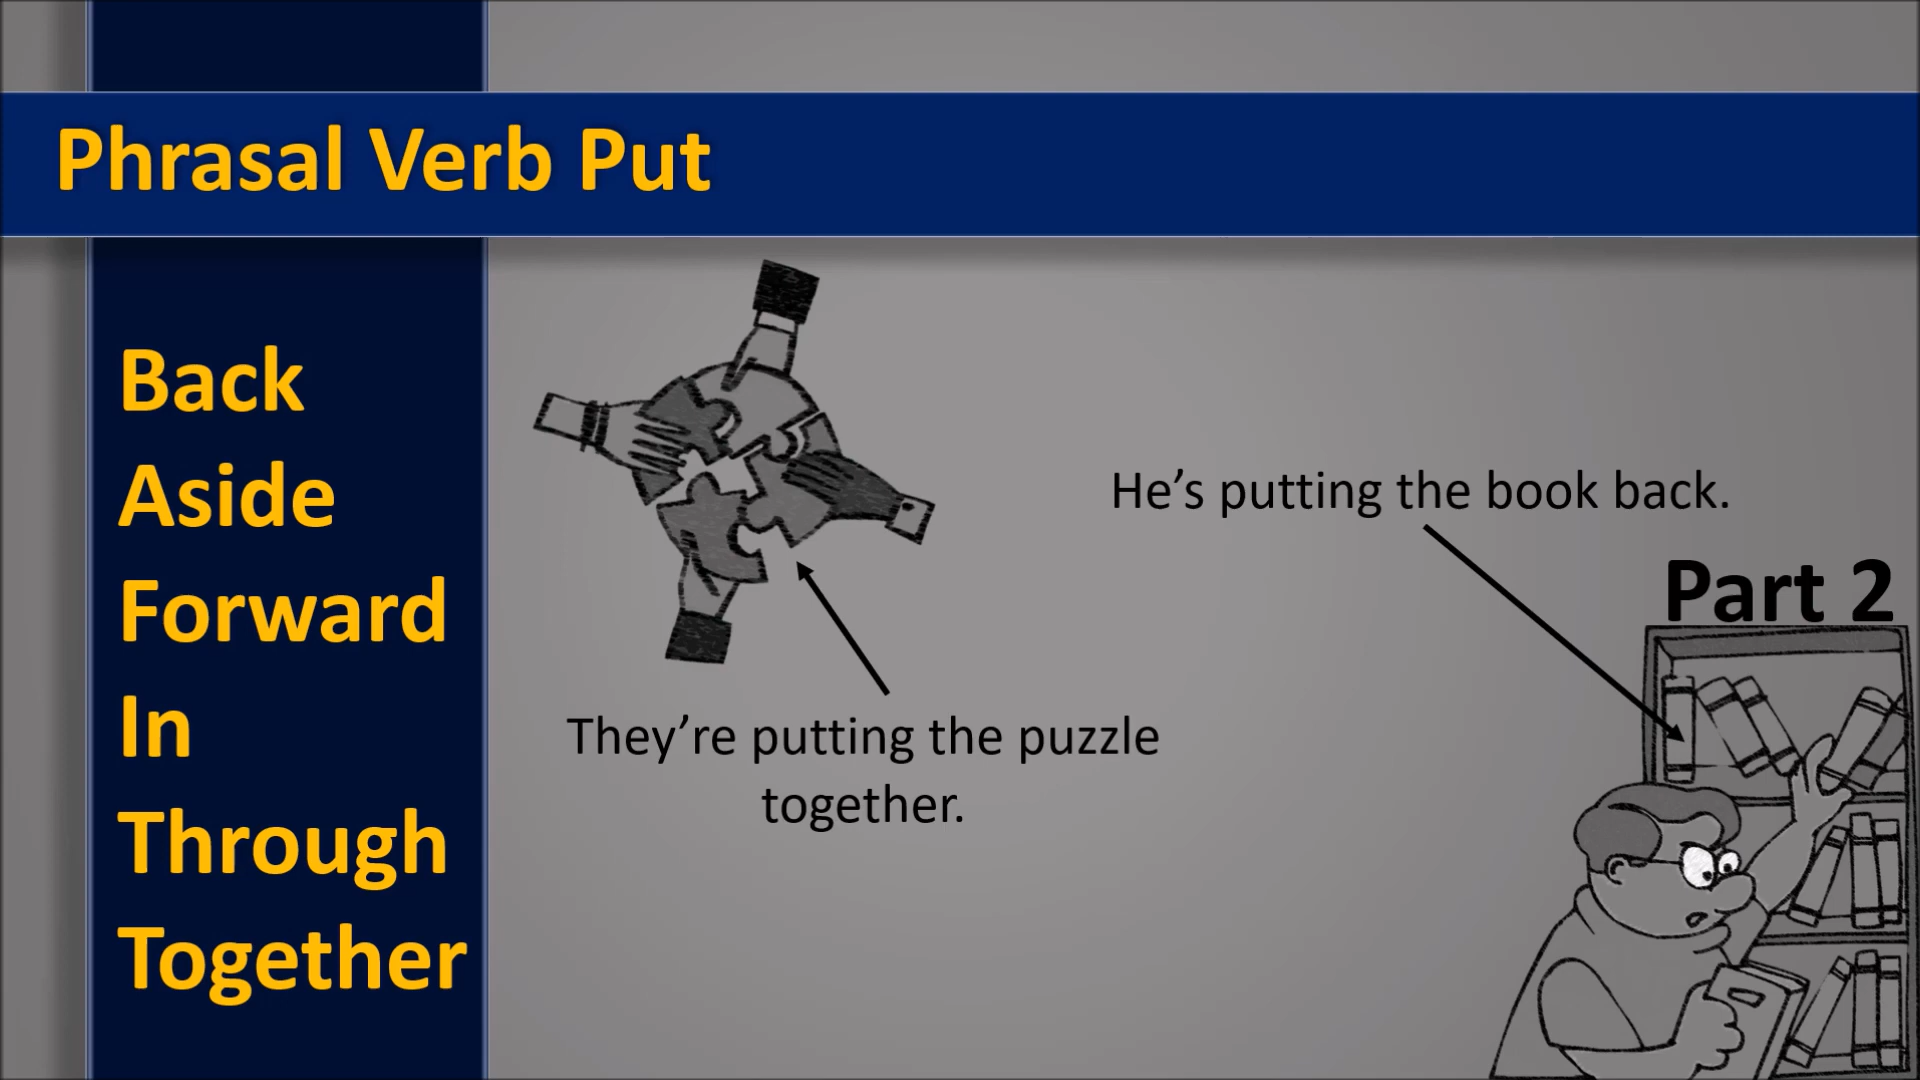 Phrasal Verb Put
Back
Aside
Forward
In
Through
Together
They’re putting the puzzle
together.
He’s putting the book back.
Part 2